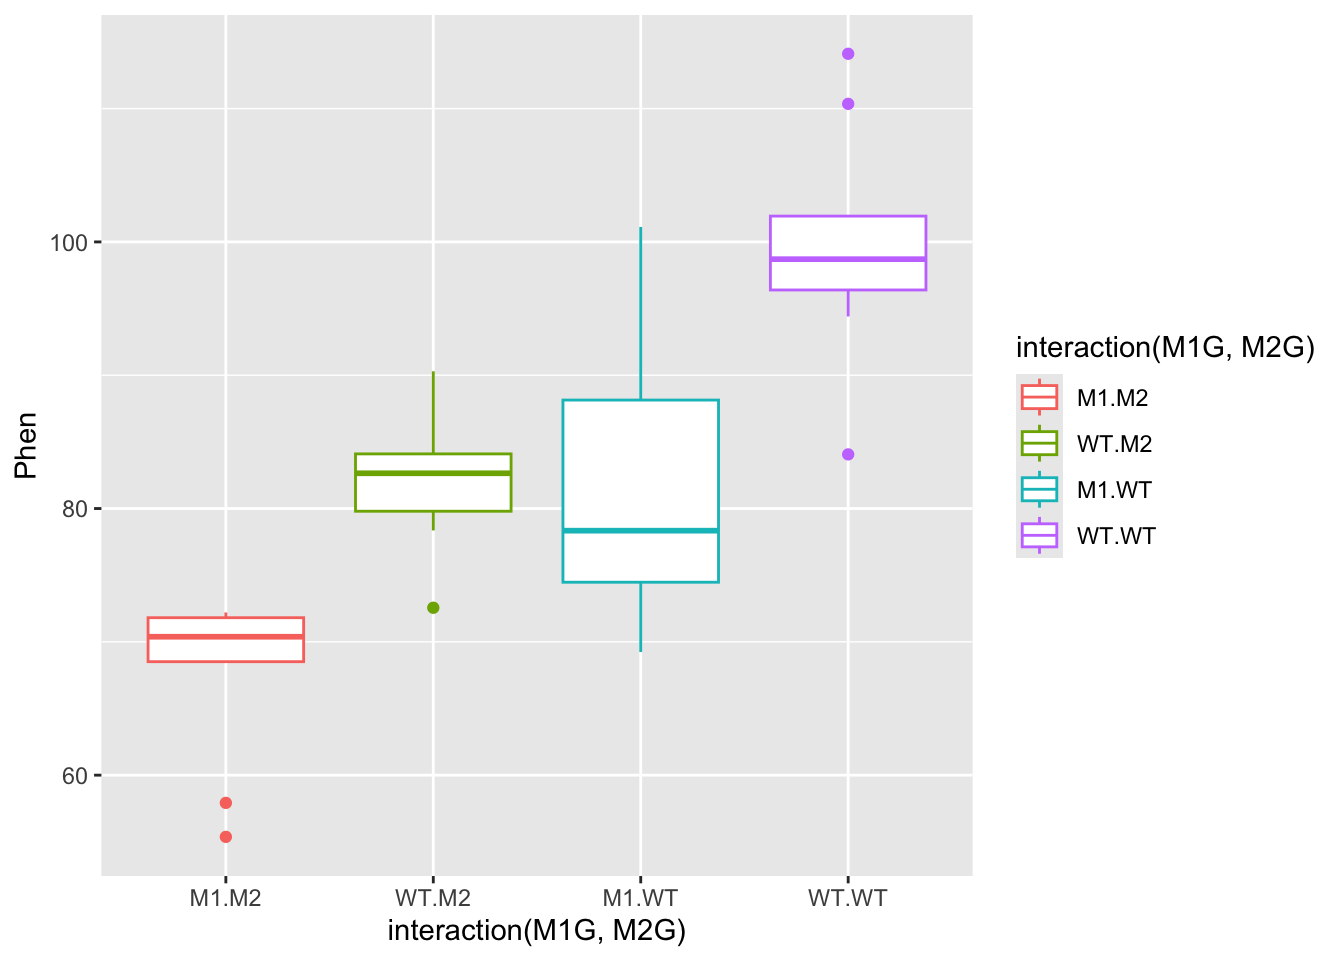 Phen
100
80
60
M1.M2 WT.M2 M1.WT WT.WT
interaction(M1G, M2G)
interaction(M1G, M2G)
M1.M2
WT.M2
M1.WT
WT.WT